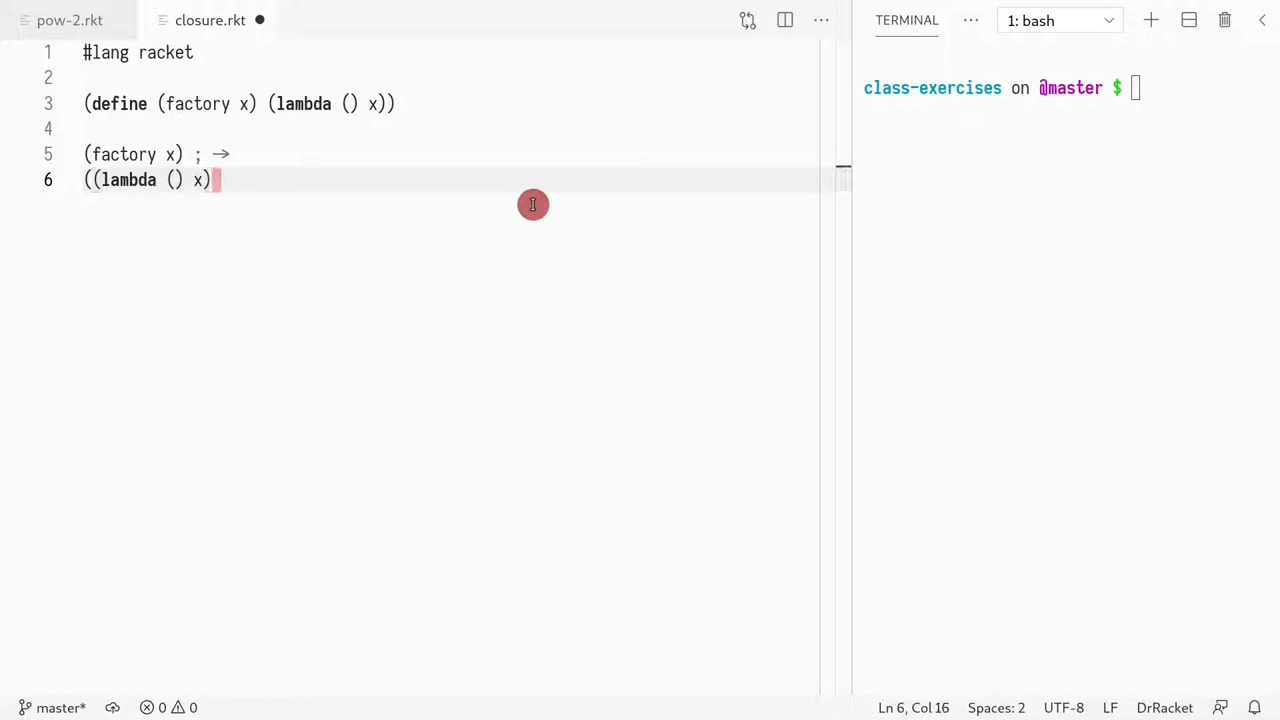 pow-2.rkt closure.rkt
TERMINAL ··· 1: bash
1 #lang racket
2
3 (define (factory x) (lambda () x))
4
5 (factory x) ; →
6 ((lambda () x)
class-exercises on @master $
master* 0 0 Ln 6, Col 16 Spaces: 2 UTF-8 LF DrRacket